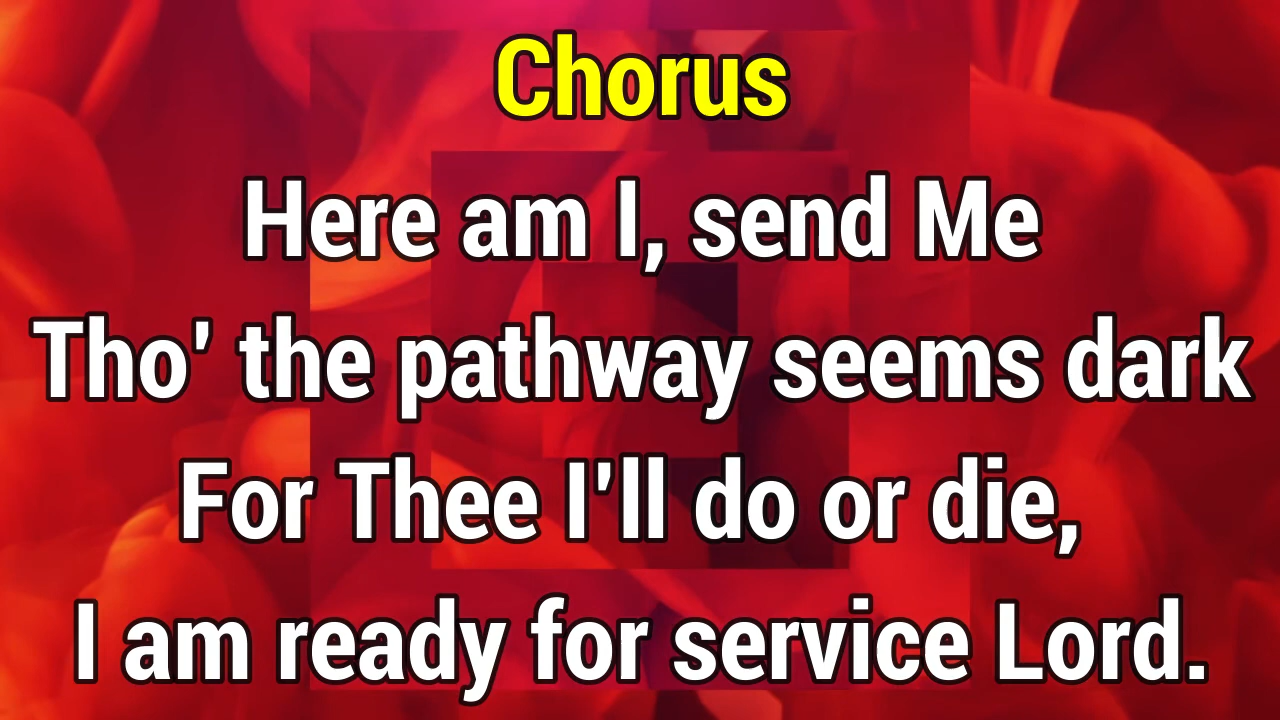 Chorus
Here am I, send Me
Tho' the pathway seems dark
For Thee I'll do or die,
I am ready for service Lord.